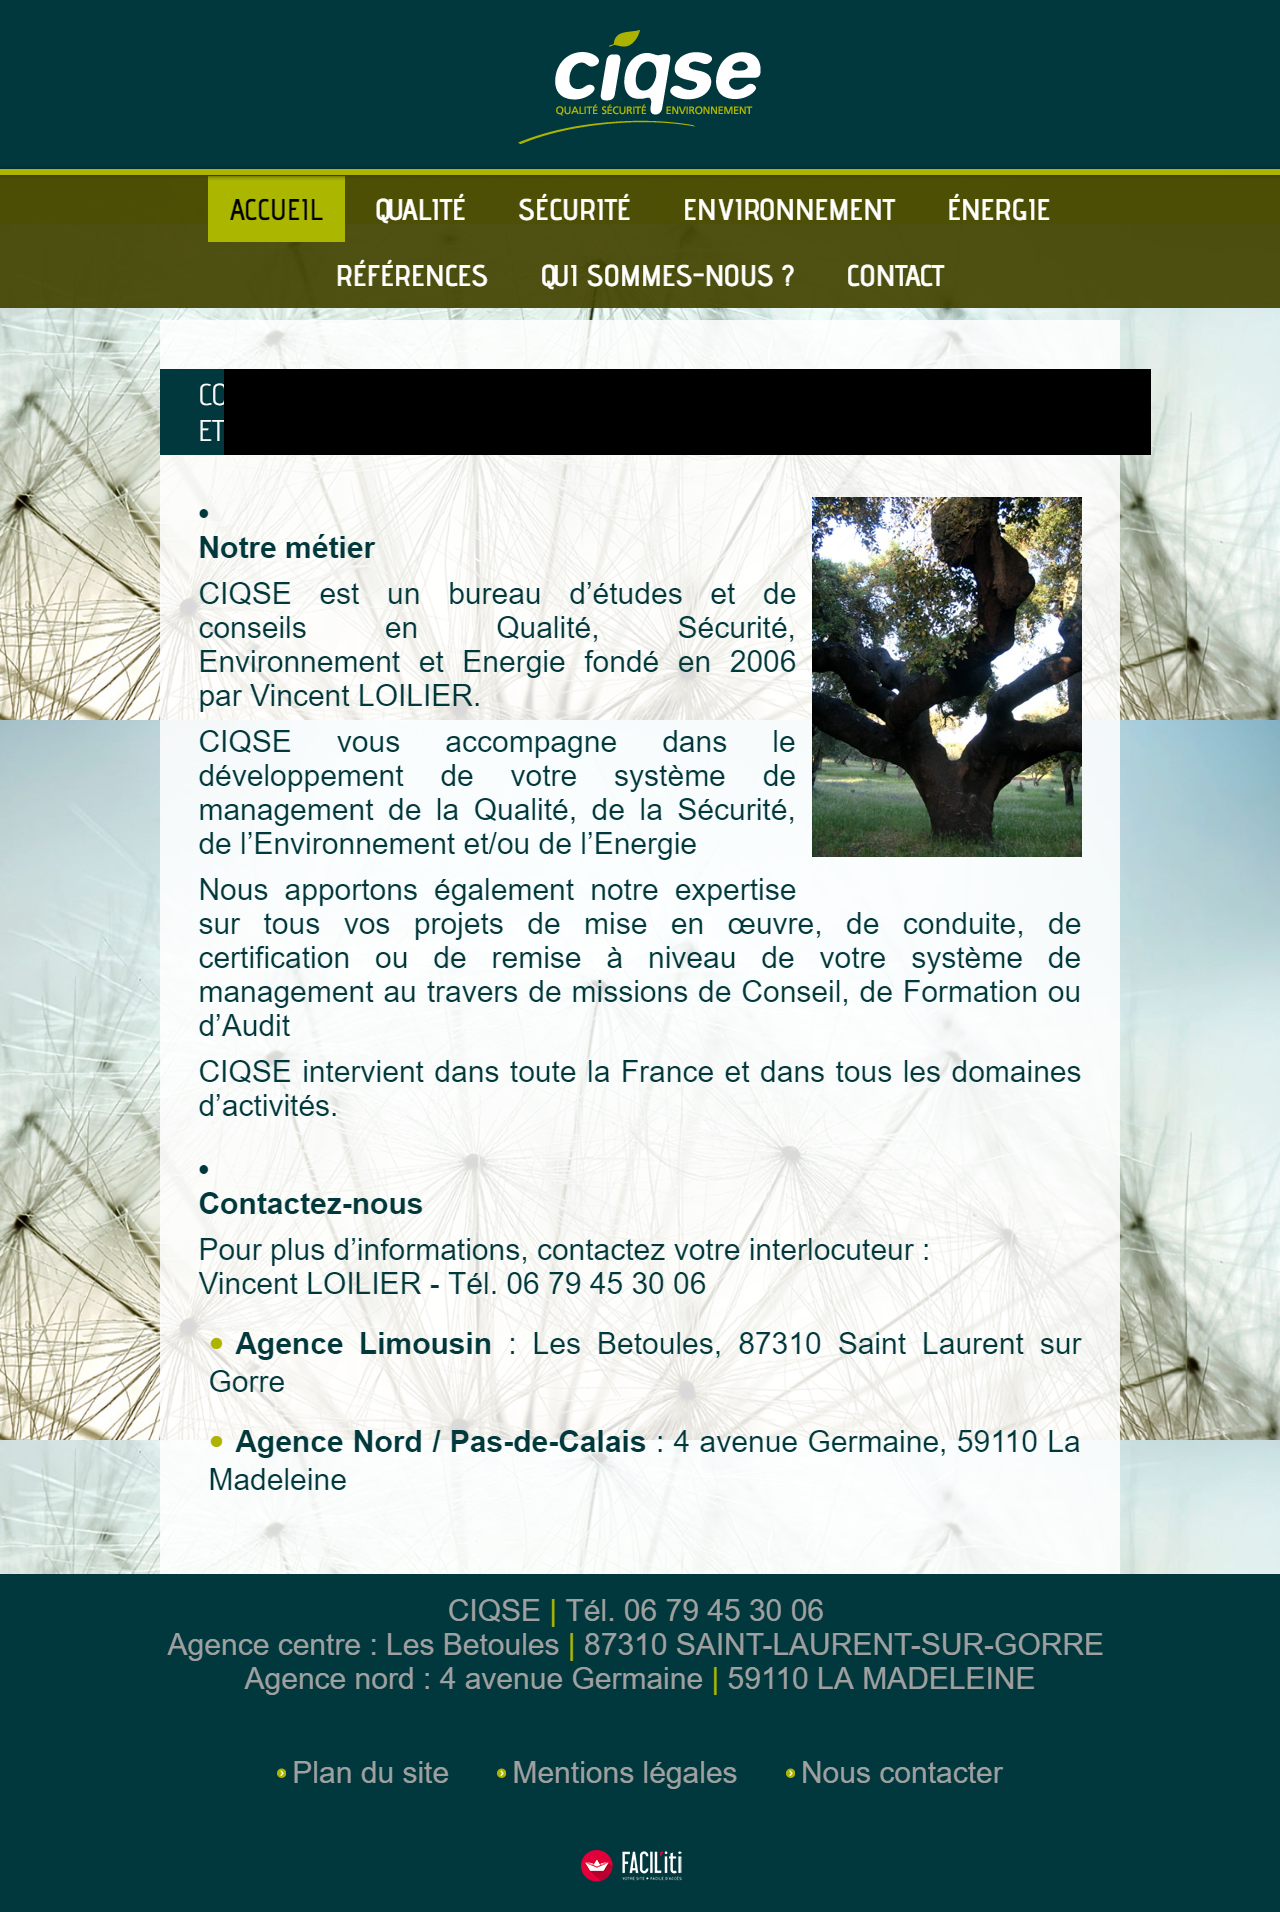 ciqse
QUALITÉ SÉCURITÉ ENVIRONNEMENT
ACCUEIL QUALITÉ SÉCURITÉ ENVIRONNEMENT ÉNERGIE
RÉFÉRENCES QUI SOMMES-NOUS ? CONTACT
ET
•
Notre métier
CIQSE est un bureau d’études et de
conseils en Qualité, Sécurité,
Environnement et Energie fondé en 2006
par Vincent LOILIER.
CIQSE vous accompagne dans le
développement de votre système de
management de la Qualité, de la Sécurité,
de l’Environnement et/ou de l’Energie
Nous apportons également notre expertise
sur tous vos projets de mise en œuvre, de conduite, de
certification ou de remise à niveau de votre système de
management au travers de missions de Conseil, de Formation ou
d’Audit
CIQSE intervient dans toute la France et dans tous les domaines
d’activités.
•
Contactez-nous
Pour plus d’informations, contactez votre interlocuteur :
Vincent LOILIER - Tél. 06 79 45 30 06
• Agence Limousin : Les Betoules, 87310 Saint Laurent sur
Gorre
• Agence Nord / Pas-de-Calais : 4 avenue Germaine, 59110 La
Madeleine
CIQSE | Tél. 06 79 45 30 06
Agence centre : Les Betoules | 87310 SAINT-LAURENT-SUR-GORRE
Agence nord : 4 avenue Germaine | 59110 LA MADELEINE
Plan du site Mentions légales Nous contacter
FACIL'iti
VOTRE SITE FACILE D'ACCÈS